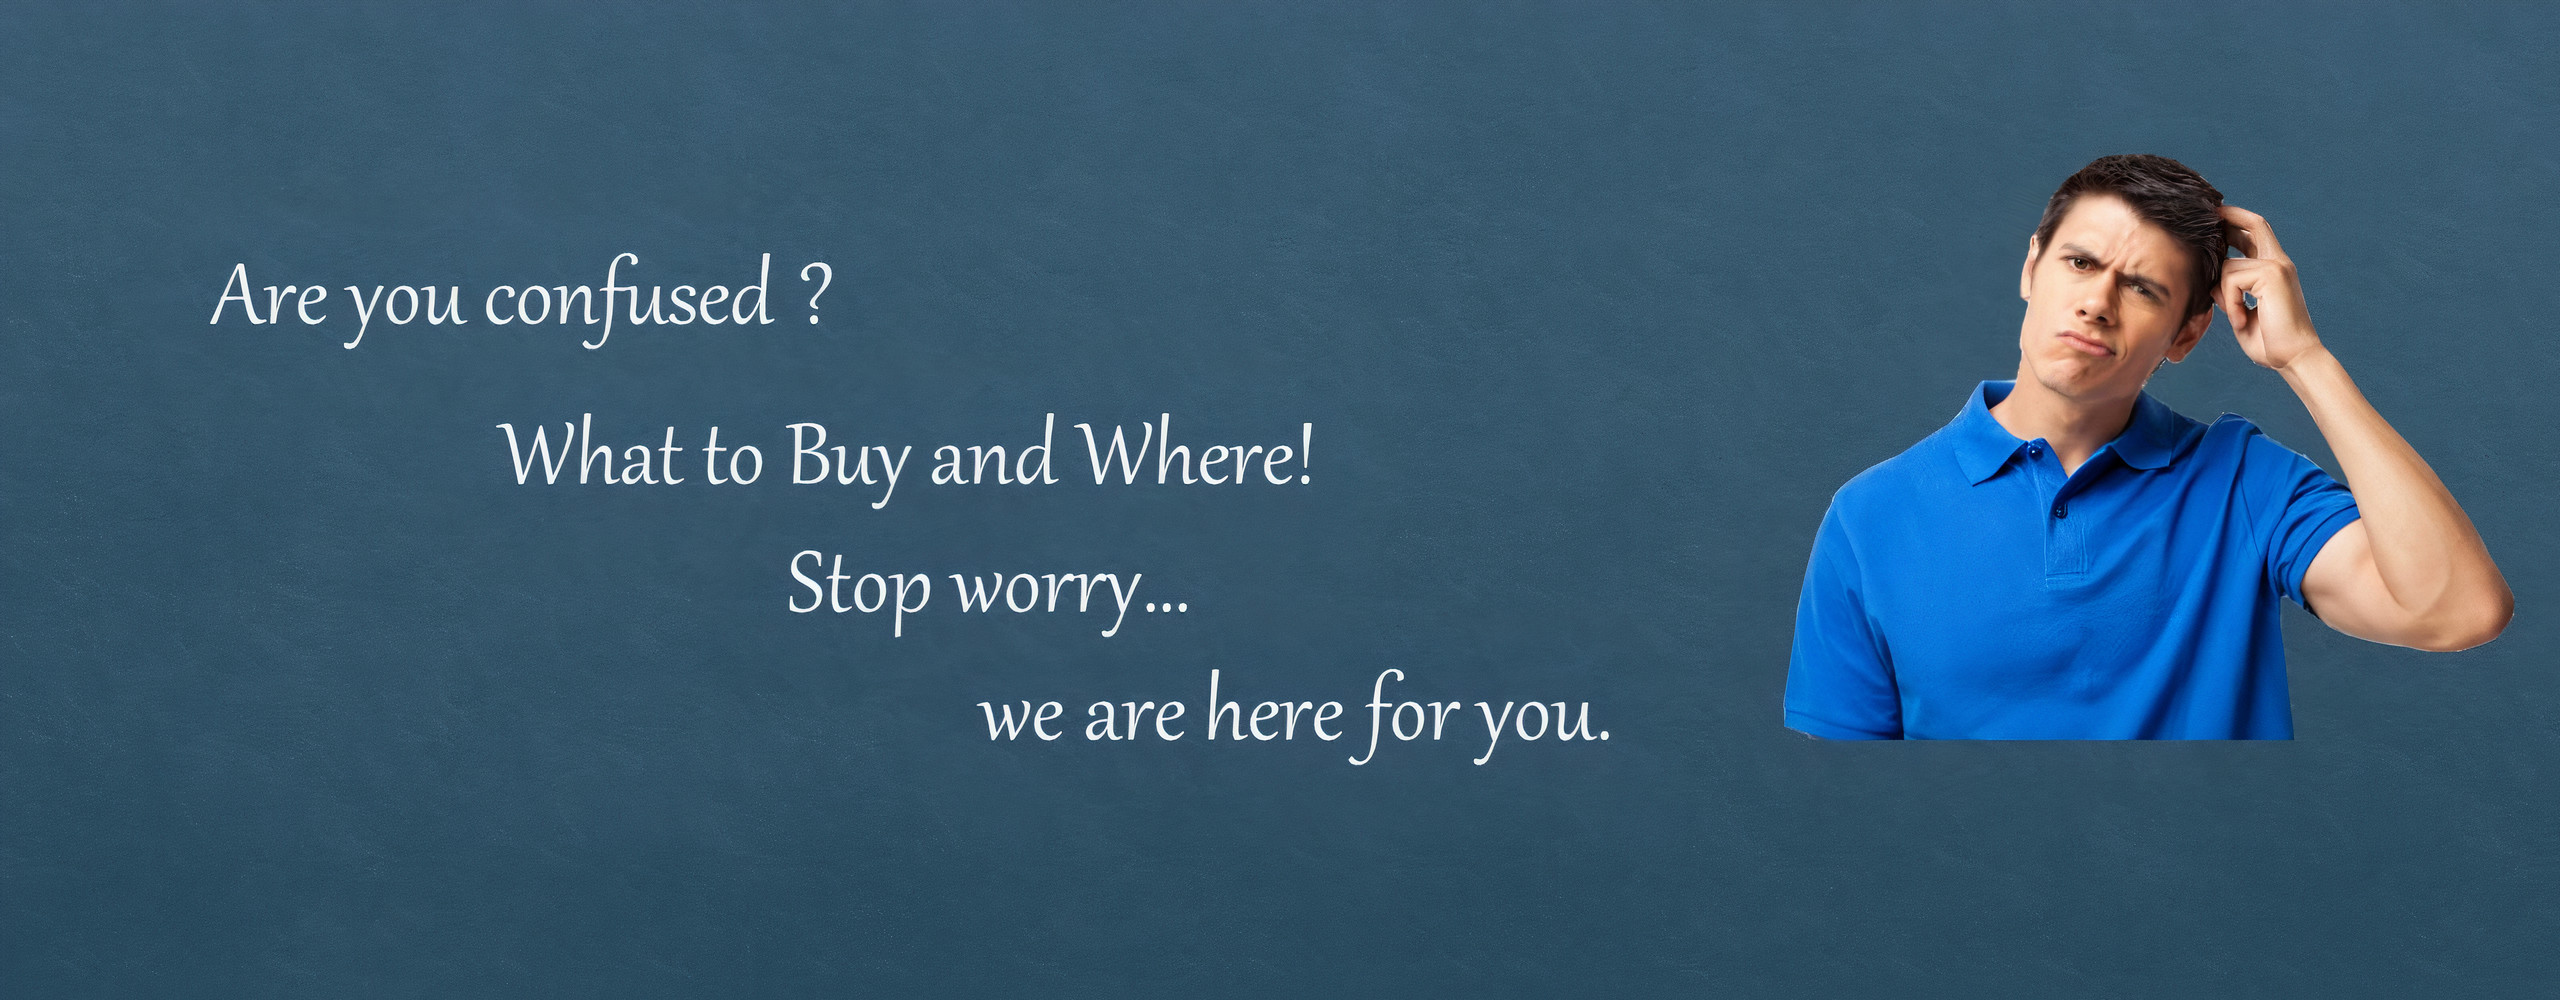 Are you confused ?
What to Buy and Where!
Stop worry...
we are here for you.